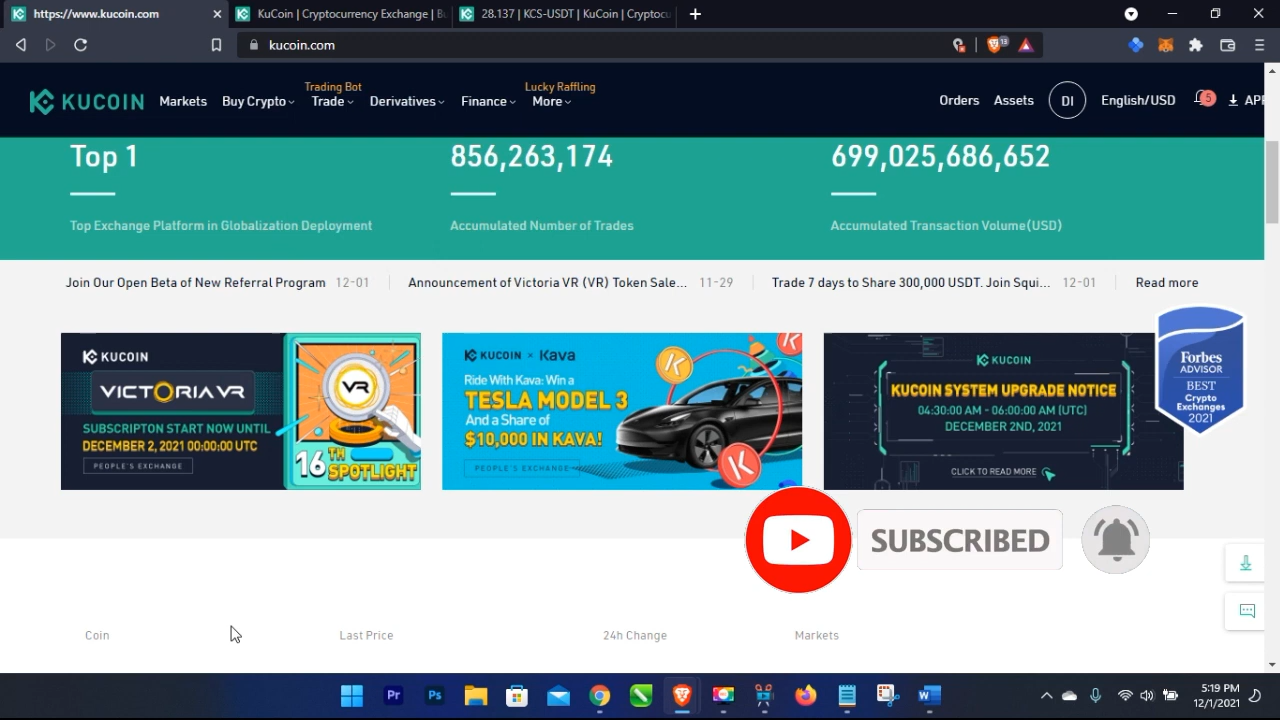 https://www.kucoin.com
KuCoin | Cryptocurrency Exchange | Bu
28.137 | KCS-USDT | KuCoin | Cryptocu
kucoin.com
13
KUCOIN
Markets
Buy Crypto
Trading Bot
Trade
Derivatives
Finance
Lucky Raffling
More
Orders
Assets
DI
English/USD
5
APP
Top 1
856,263,174
699,025,686,652
Top Exchange Platform in Globalization Deployment
Accumulated Number of Trades
Accumulated Transaction Volume(USD)
Join Our Open Beta of New Referral Program 12-01
Announcement of Victoria VR (VR) Token Sale... 11-29
Trade 7 days to Share 300,000 USDT. Join Squi... 12-01
Read more
KUCOIN
VICTORIA VR
SUBSCRIPTON START NOW UNTIL
DECEMBER 2, 2021 00:00:00 UTC
PEOPLE'S EXCHANGE
VR
16TH
SPOTLIGHT
KUCOIN × Kava
Ride With Kava: Win a
TESLA MODEL 3
And a Share of
$10,000 IN KAVA!
PEOPLE'S EXCHANGE
KUCOIN
KUCOIN SYSTEM UPGRADE NOTICE
04:30:00 AM - 06:00:00 AM (UTC)
DECEMBER 2ND, 2021
CLICK TO READ MORE
Forbes
ADVISOR
BEST
Crypto
Exchanges
2021
SUBSCRIBED
Coin
Last Price
24h Change
Markets
Pr
Ps
W
5:19 PM
12/1/2021